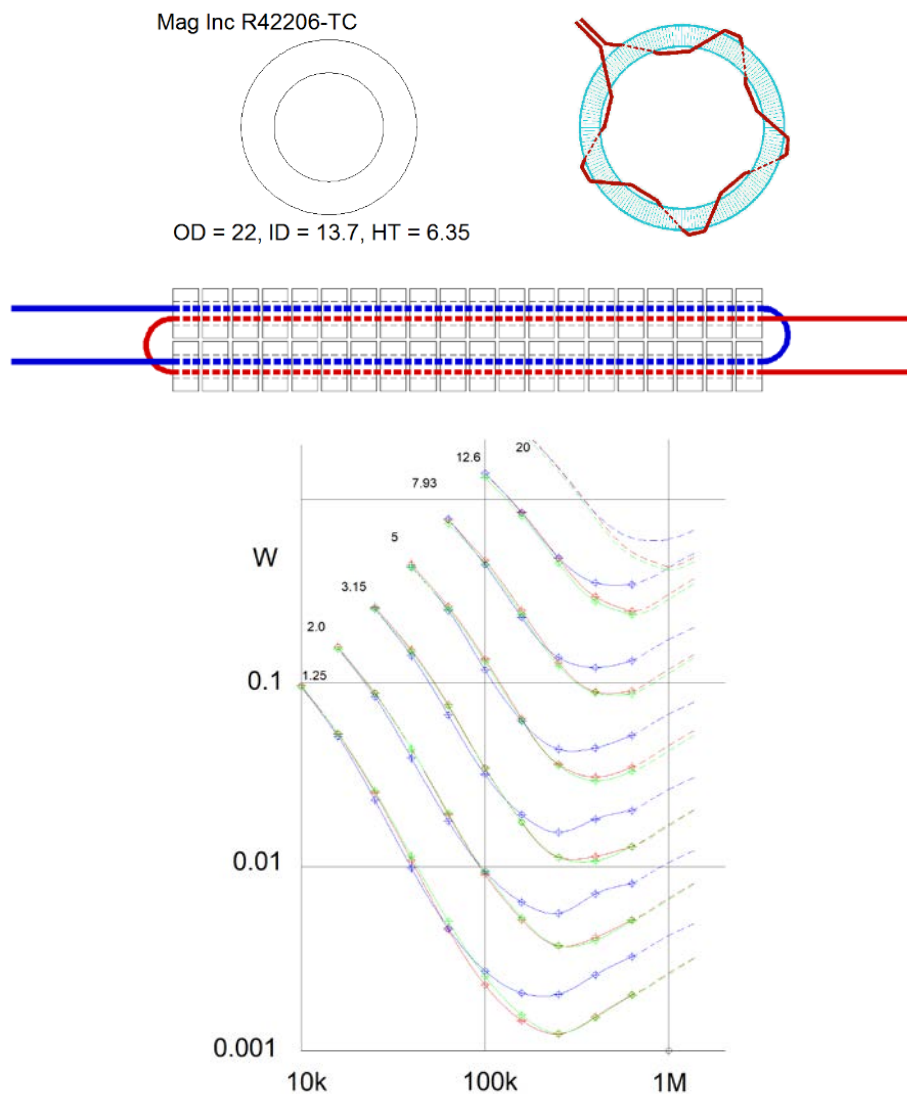 Mag Inc R42206-TC
OD = 22, ID = 13.7, HT = 6.35
20
12.6
7.93
W
5
3.15
2.0
0.1
1.25
0.01
0.001
10k 100k 1M